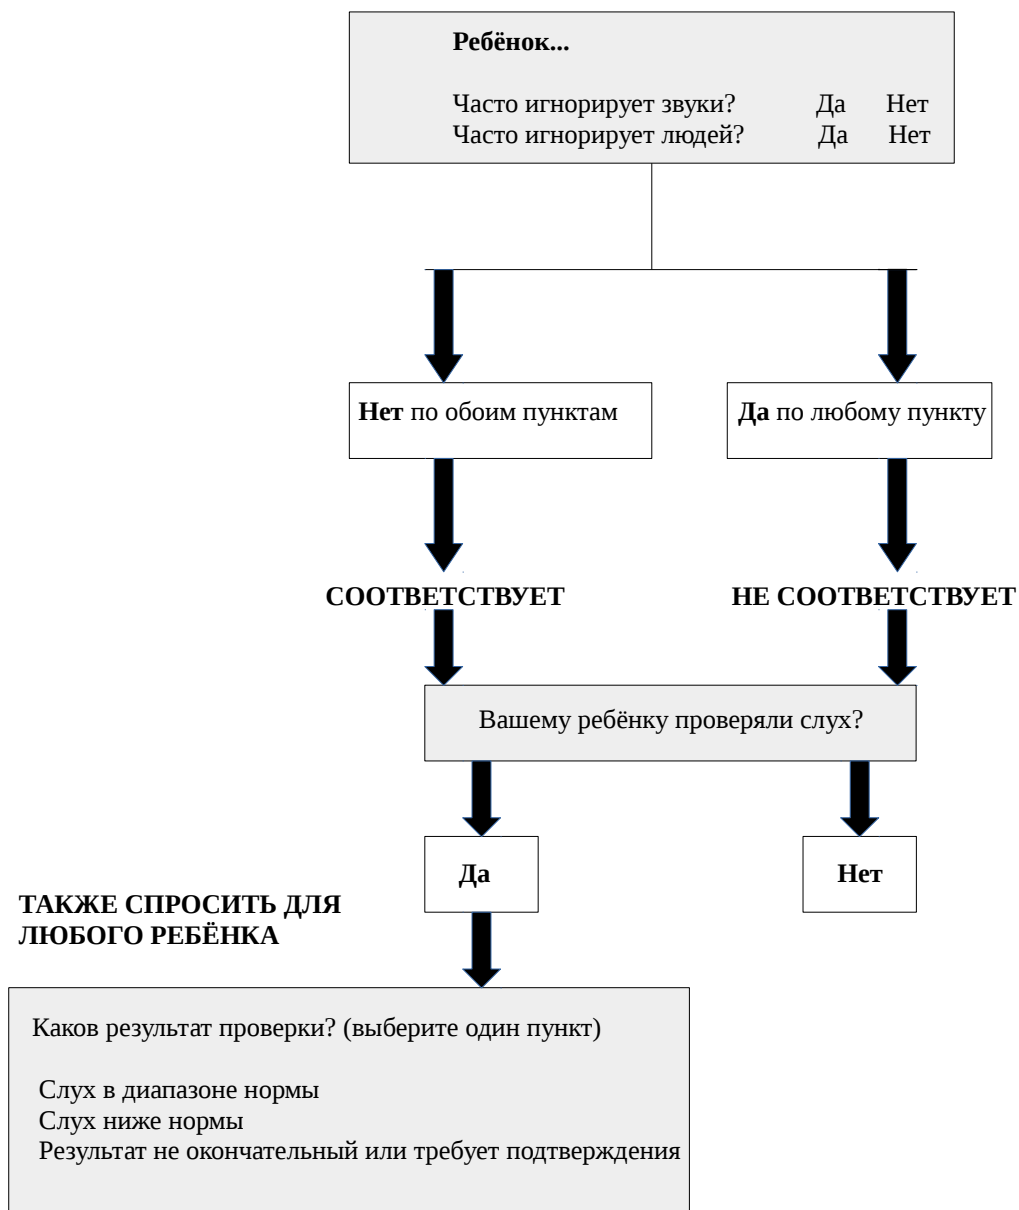 Ребёнок...
Часто игнорирует звуки? Да Нет
Часто игнорирует людей? Да Нет
Нет по обоим пунктам
Да по любому пункту
СООТВЕТСТВУЕТ
НЕ СООТВЕТСТВУЕТ
Вашему ребёнку проверяли слух?
Да
Нет
ТАКЖЕ СПРОСИТЬ ДЛЯ
ЛЮБОГО РЕБЁНКА
Каков результат проверки? (выберите один пункт)
Слух в диапазоне нормы
Слух ниже нормы
Результат не окончательный или требует подтверждения